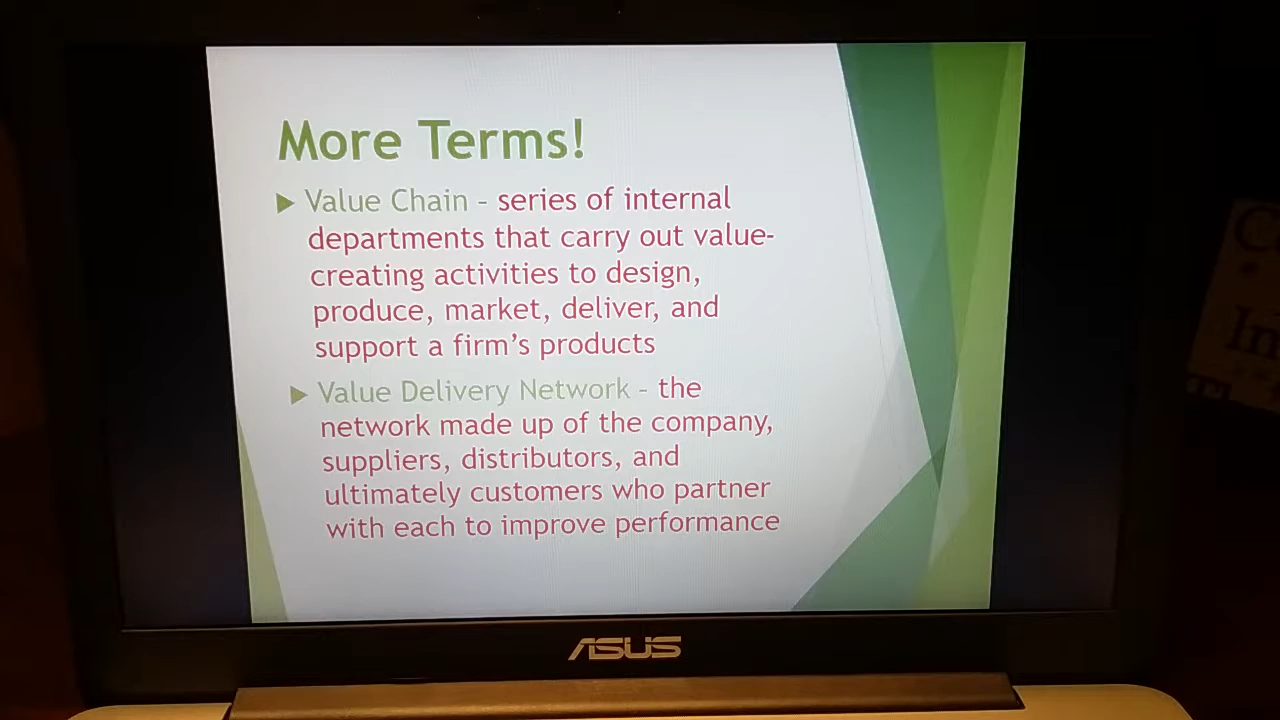 More Terms!
Value Chain – series of internal
departments that carry out value-
creating activities to design,
produce, market, deliver, and
support a firm's products
Value Delivery Network – the
network made up of the company,
suppliers, distributors, and
ultimately customers who partner
with each to improve performance
ASUS